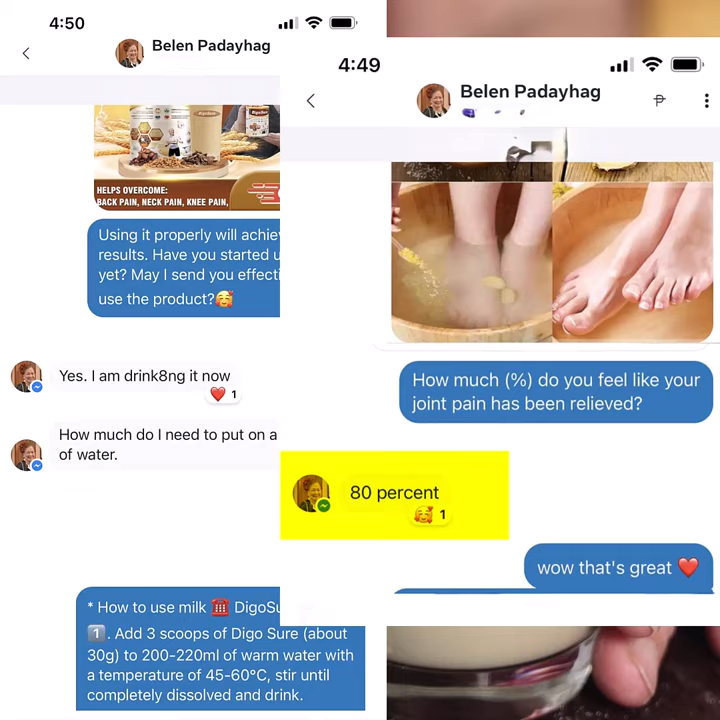 4:50
Belen Padayhag
HELPS OVERCOME:
BACK PAIN, NECK PAIN, KNEE PAIN,
Using it properly will
results. Have you started
yet? May I send you
use the product?🥰
Yes. I am drink8ng it now
❤️ 1
How much do I need to put on a
of water.
* How to use milk ☎️
1️⃣. Add 3 scoops of Digo Sure (about
30g) to 200-220ml of warm water with
a temperature of 45-60°C, stir until
completely dissolved and drink.
4:49
Belen Padayhag
How much (%) do you feel like your
joint pain has been relieved?
80 percent
🥰 1
wow that's great ❤️